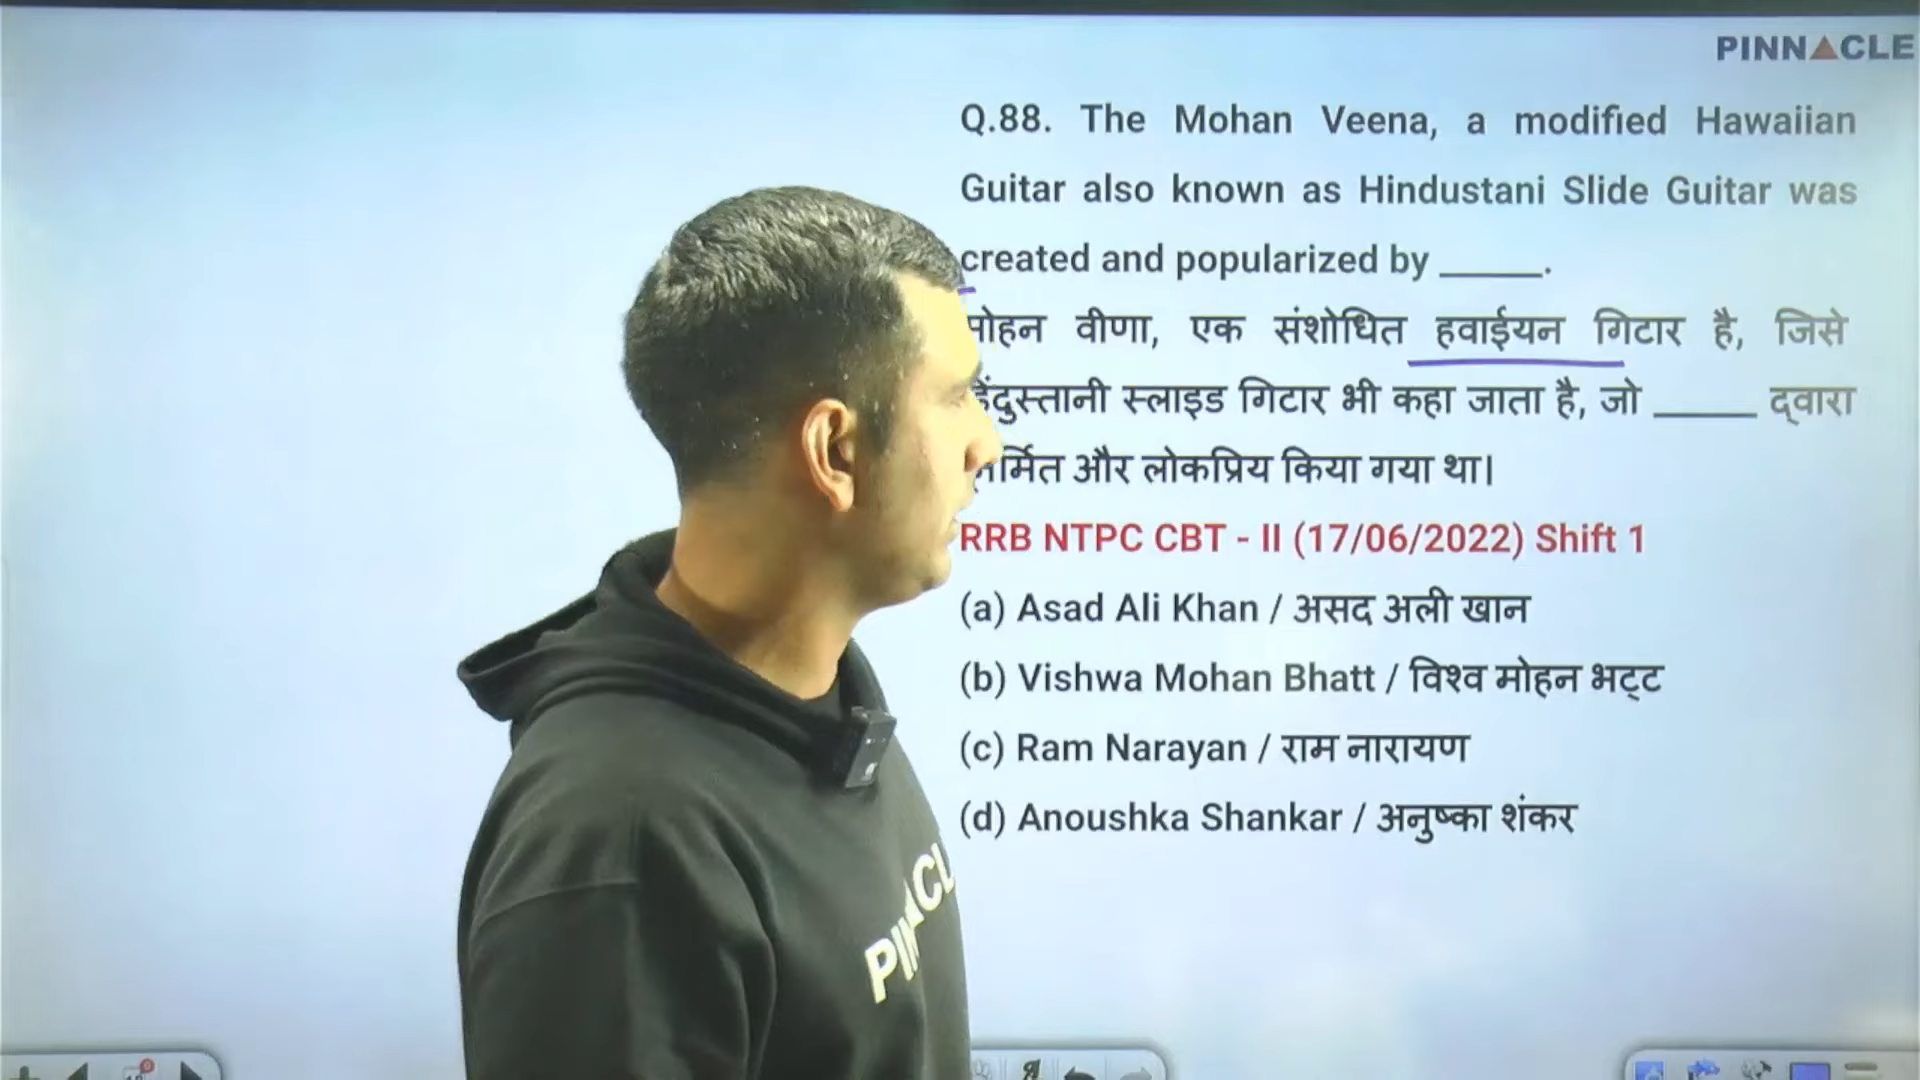 PINNACLE
Q.88. The Mohan Veena, a modified Hawaiian
Guitar also known as Hindustani Slide Guitar was
created and popularized by _____.
वीणा, एक संशोधित हवाईयन गिटार है, जिसे
स्लाइड गिटार भी कहा जाता है, जो _____ द्वारा
और लोकप्रिय किया गया था।
RRB NTPC CBT - II (17/06/2022) Shift 1
(a) Asad Ali Khan / असद अली खान
(b) Vishwa Mohan Bhatt / विश्व मोहन भट्ट
(c) Ram Narayan / राम नारायण
(d) Anoushka Shankar / अनुष्का शंकर